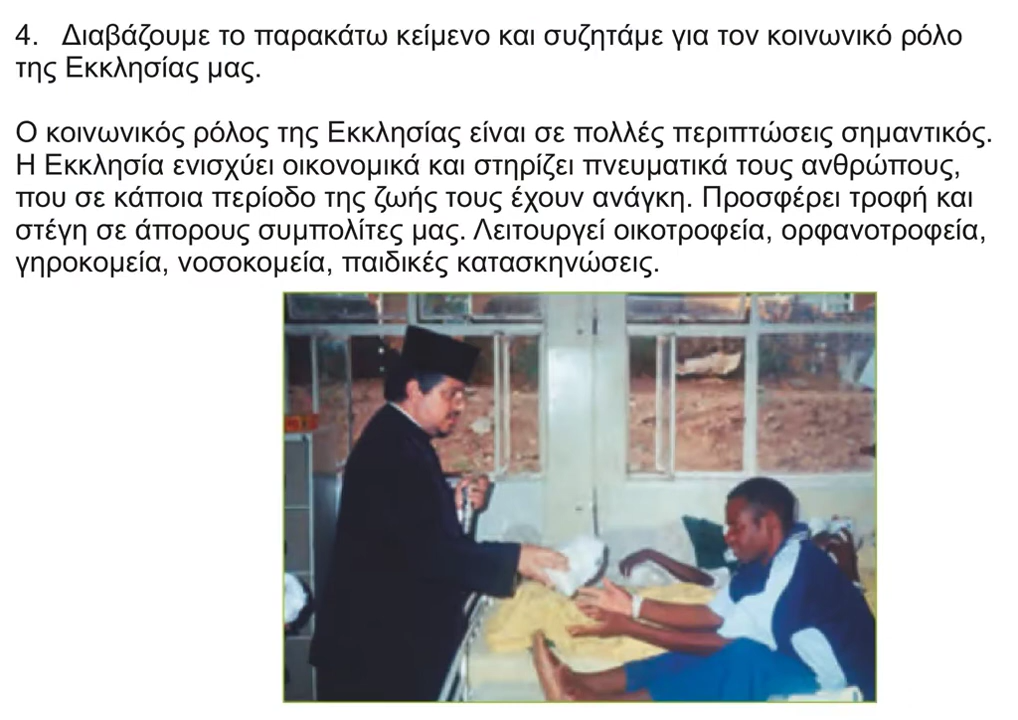 4. Διαβάζουμε το παρακάτω κείμενο και συζητάμε για τον κοινωνικό ρόλο
της Εκκλησίας μας.
Ο κοινωνικός ρόλος της Εκκλησίας είναι σε πολλές περιπτώσεις σημαντικός.
Η Εκκλησία ενισχύει οικονομικά και στηρίζει πνευματικά τους ανθρώπους,
που σε κάποια περίοδο της ζωής τους έχουν ανάγκη. Προσφέρει τροφή και
στέγη σε άπορους συμπολίτες μας. Λειτουργεί οικοτροφεία, ορφανοτροφεία,
γηροκομεία, νοσοκομεία, παιδικές κατασκηνώσεις.